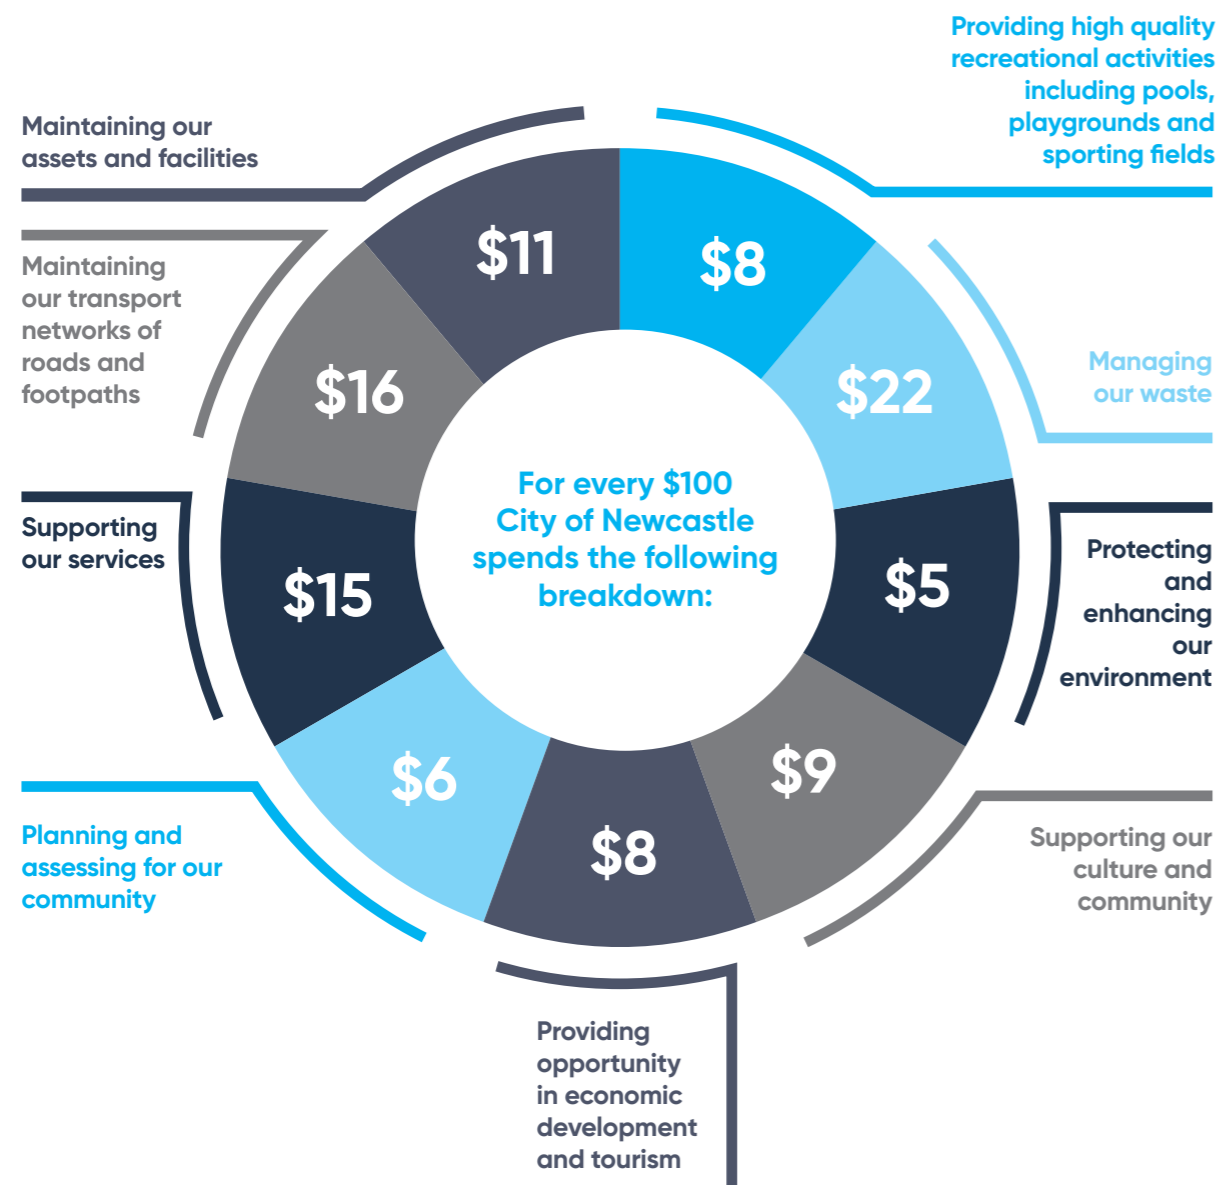 Providing high quality
recreational activities
including pools,
playgrounds and
sporting fields
Maintaining our
assets and facilities
$11
$8
Maintaining
our transport
networks of
roads and
footpaths
$16
$22
Managing
our waste
For every $100
City of Newcastle
spends the following
breakdown:
Supporting
our services
$15
$5
Protecting
and
enhancing
our
environment
$6
$9
$8
Planning and
assessing for our
community
Supporting our
culture and
community
Providing
opportunity
in economic
development
and tourism